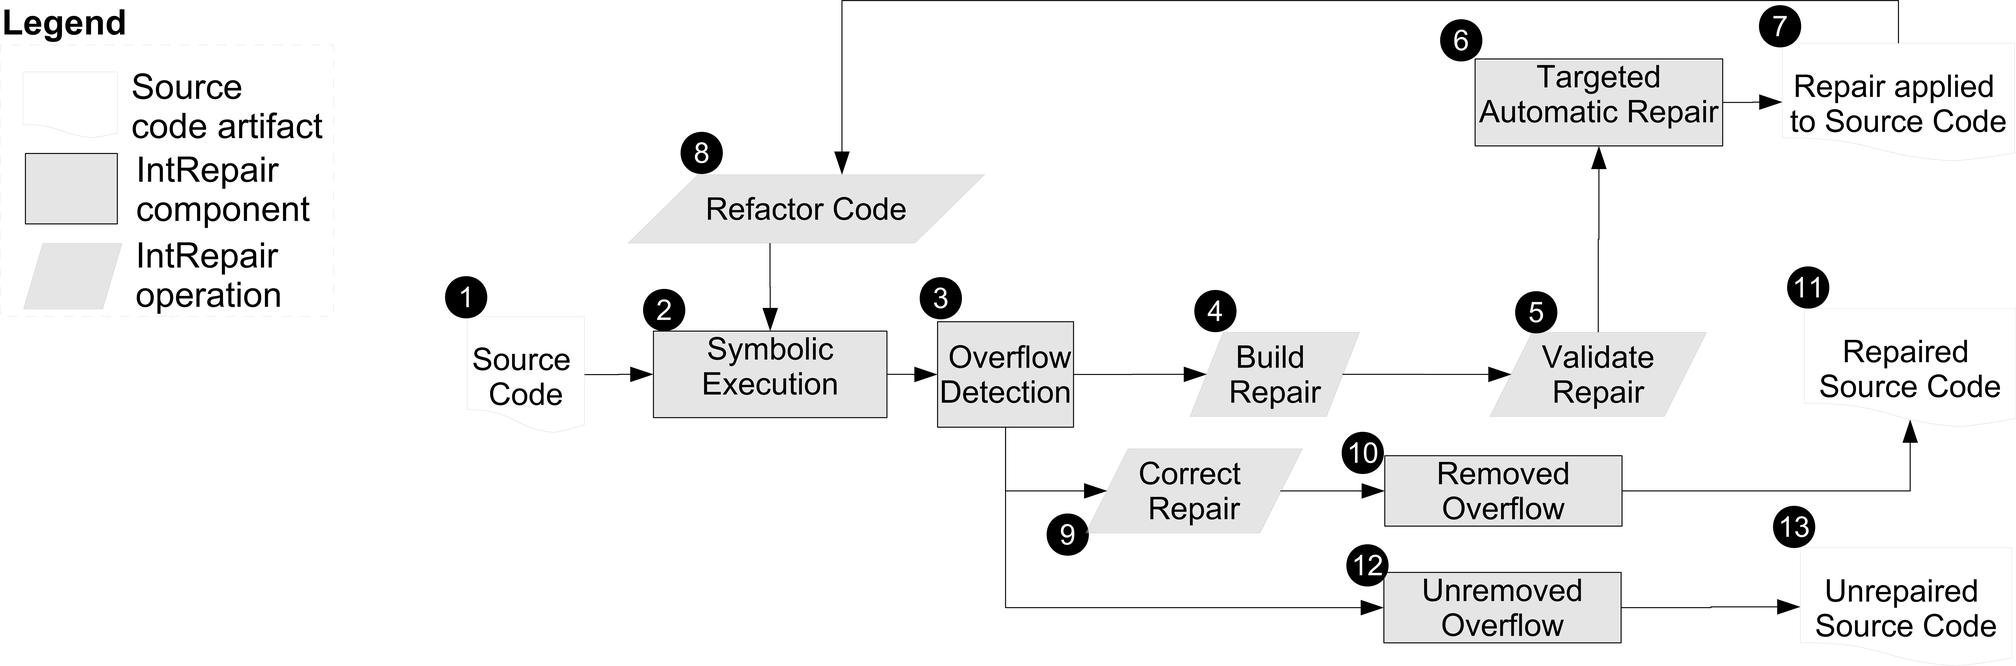 Legend
Source
code artifact
IntRepair
component
IntRepair
operation
1
Source
Code
2
Symbolic
Execution
3
Overflow
Detection
4
Build
Repair
5
Validate
Repair
6
Targeted
Automatic Repair
7
Repair applied
to Source Code
8
Refactor Code
9
Correct
Repair
10
Removed
Overflow
11
Repaired
Source Code
12
Unremoved
Overflow
13
Unrepaired
Source Code